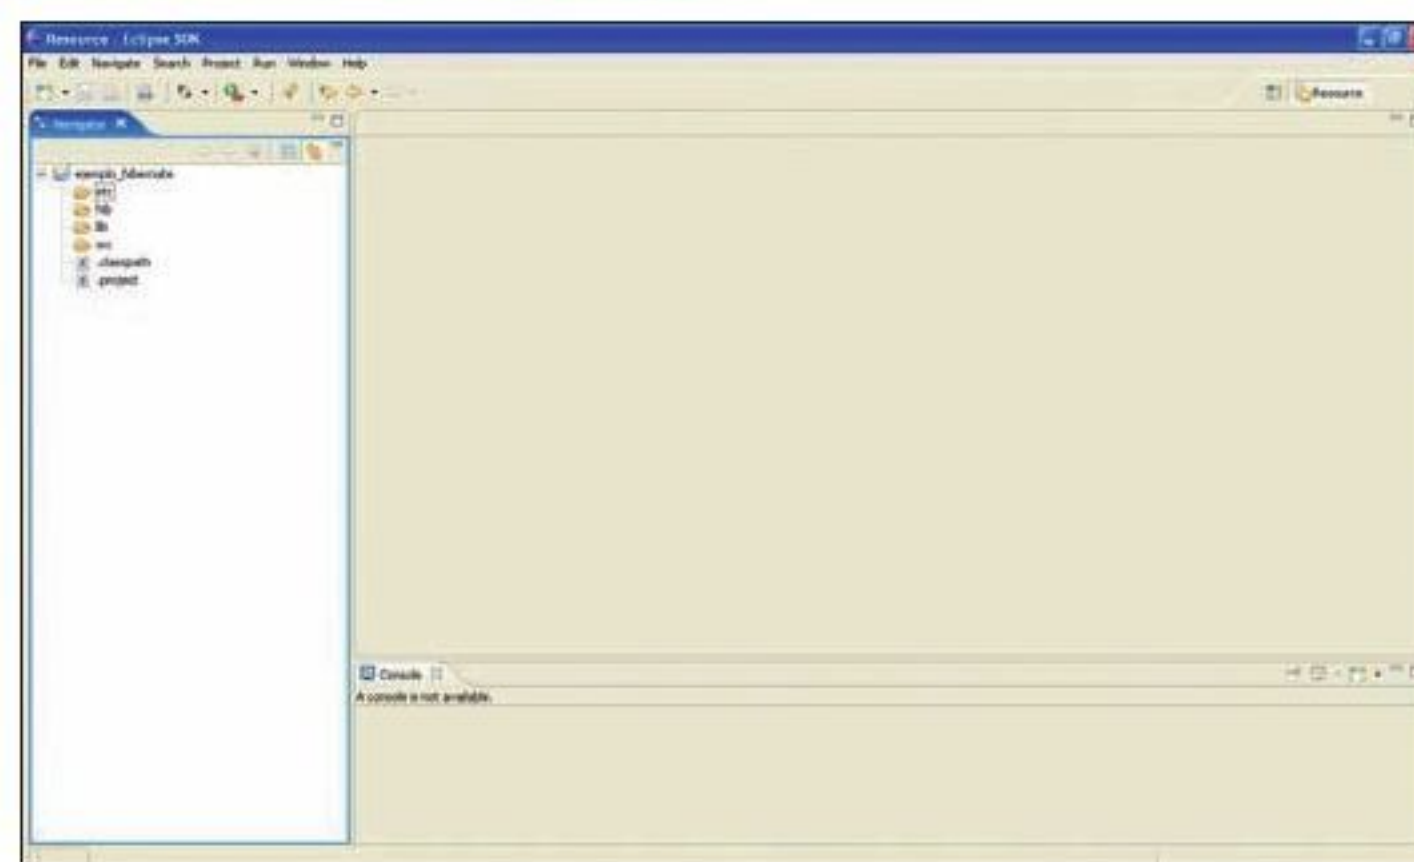 Resource - Eclipse SDK
File Edit Navigate Search Project Run Window Help
Resource
Navigator
exemplo_hibernate
etc
lib
src
.classpath
.project
Console
A console is not available.